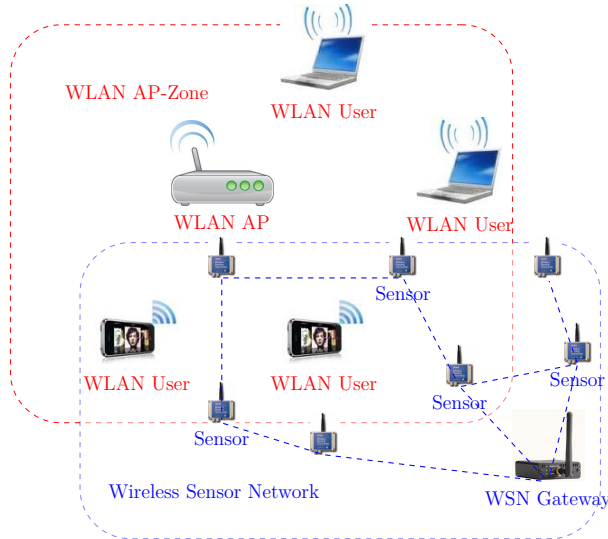 WLAN AP-Zone
WLAN User
WLAN AP
WLAN User
Sensor
WLAN User
WLAN User
Sensor
Sensor
Sensor
Wireless Sensor Network
WSN Gateway